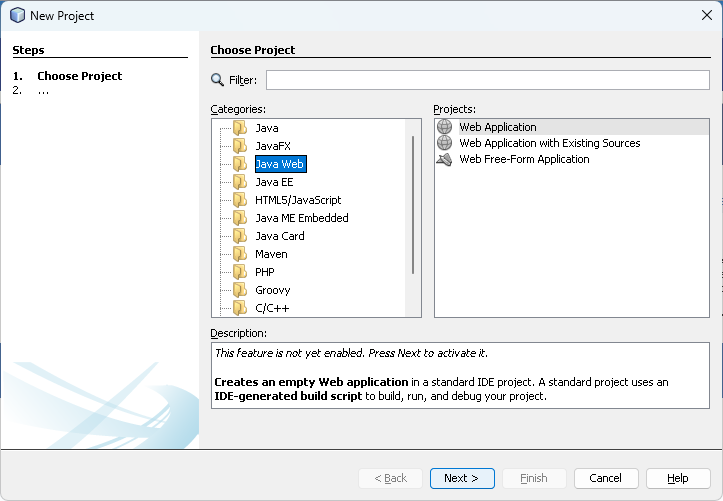 New Project
Steps
1. Choose Project
2. ...
Choose Project
Filter:
Categories:
Java
JavaFX
Java Web
Java EE
HTML5/JavaScript
Java ME Embedded
Java Card
Maven
PHP
Groovy
C/C++
Projects:
Web Application
Web Application with Existing Sources
Web Free-Form Application
Description:
This feature is not yet enabled. Press Next to activate it.
Creates an empty Web application in a standard IDE project. A standard project uses an
IDE-generated build script to build, run, and debug your project.
< Back
Next >
Finish
Cancel
Help